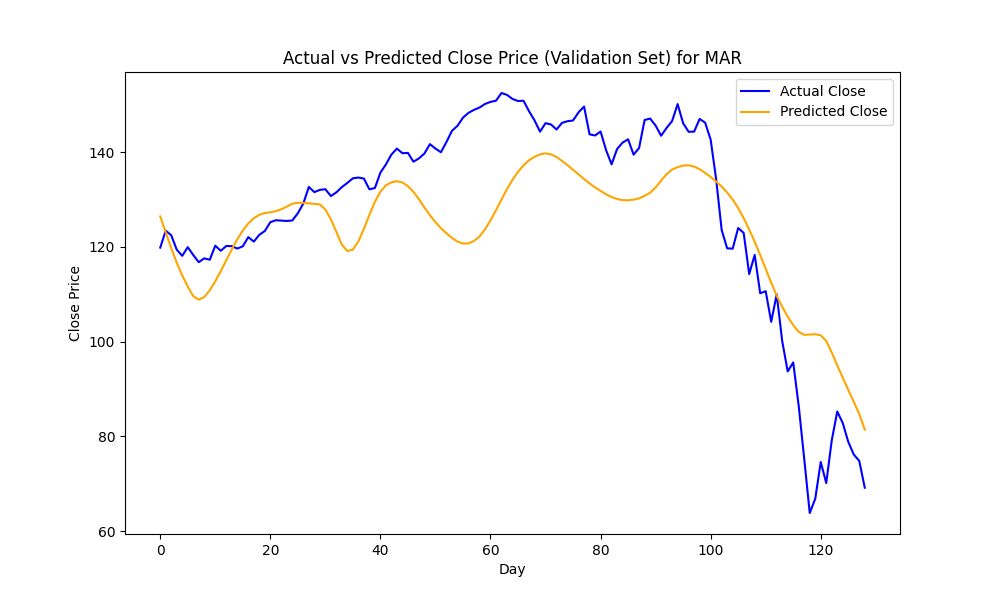 Actual vs Predicted Close Price (Validation Set) for MAR
Actual Close
Predicted Close
Close Price
140
120
100
80
60
0 20 40 60 80 100 120
Day